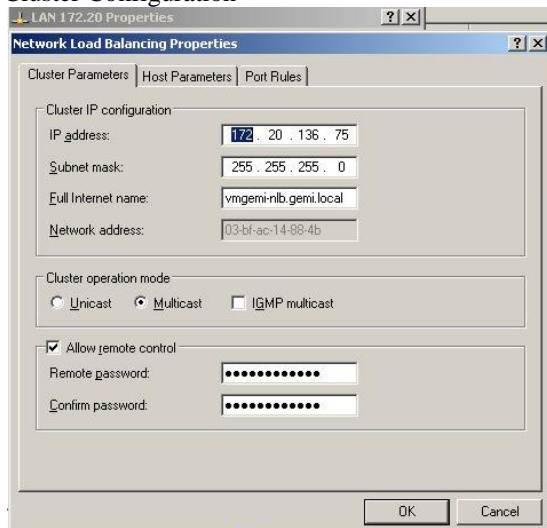 Cluster Configuration
LAN 172.20 Properties
Network Load Balancing Properties
Cluster Parameters Host Parameters Port Rules
Cluster IP configuration
IP address: 172 . 20 . 136 . 75
Subnet mask: 255 . 255 . 255 . 0
Full Internet name: vmgemi-nlb.gemi.local
Network address: 03-bf-ac-14-88-4b
Cluster operation mode
Unicast Multicast IGMP multicast
Allow remote control
Remote password: ●●●●●●●●●●●●
Confirm password: ●●●●●●●●●●●●
OK Cancel